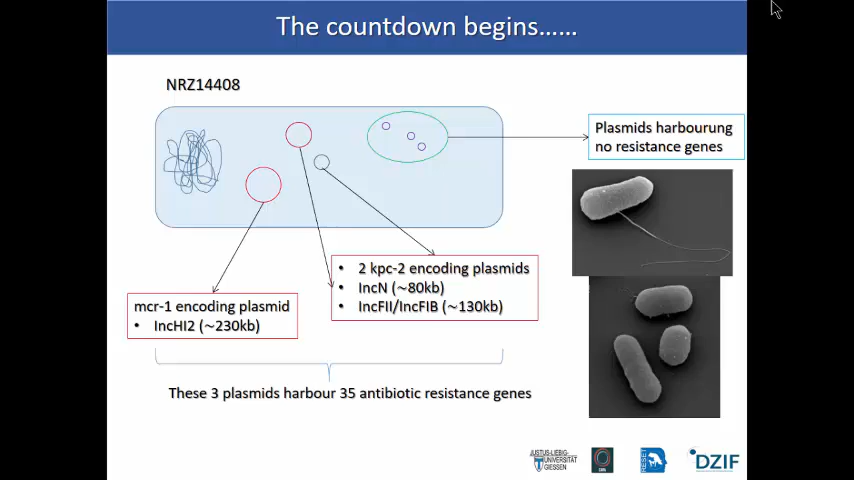 The countdown begins......
NRZ14408
Plasmids harbourung
no resistance genes
• 2 kpc-2 encoding plasmids
• IncN (~80kb)
• IncFII/IncFIB (~130kb)
mcr-1 encoding plasmid
• IncHI2 (~230kb)
These 3 plasmids harbour 35 antibiotic resistance genes
JUSTUS-LIEBIG-
UNIVERSITÄT
GIESSEN
RESET
DZIF